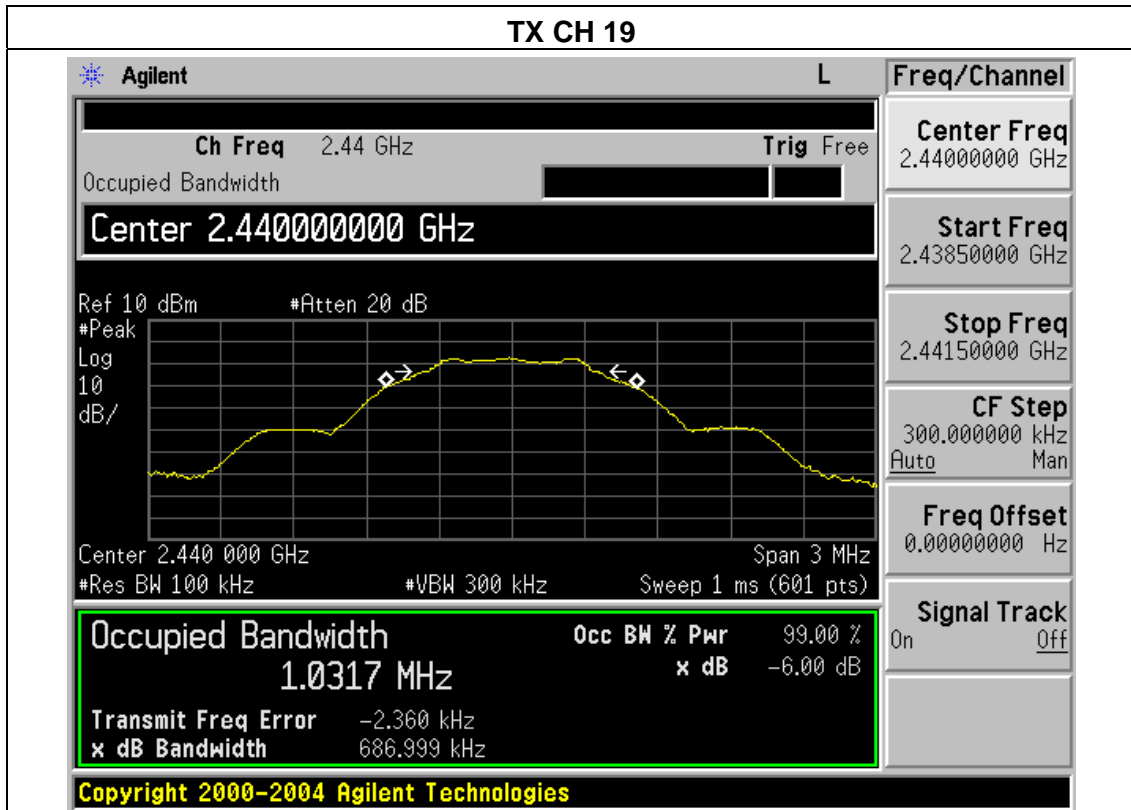 TX CH 19
Agilent L Freq/Channel
Ch Freq 2.44 GHz Trig Free
Occupied Bandwidth
Center 2.440000000 GHz
Ref 10 dBm #Atten 20 dB
#Peak
Log
10
dB/
Center 2.440 000 GHz Span 3 MHz
#Res BW 100 kHz #VBW 300 kHz Sweep 1 ms (601 pts)
Occupied Bandwidth
1.0317 MHz
Occ BW % Pwr 99.00 %
x dB -6.00 dB
Transmit Freq Error -2.360 kHz
x dB Bandwidth 686.999 kHz
Copyright 2000-2004 Agilent Technologies
Center Freq
2.44000000 GHz
Start Freq
2.43850000 GHz
Stop Freq
2.44150000 GHz
CF Step
300.000000 kHz
Auto Man
Freq Offset
0.00000000 Hz
Signal Track
On Off